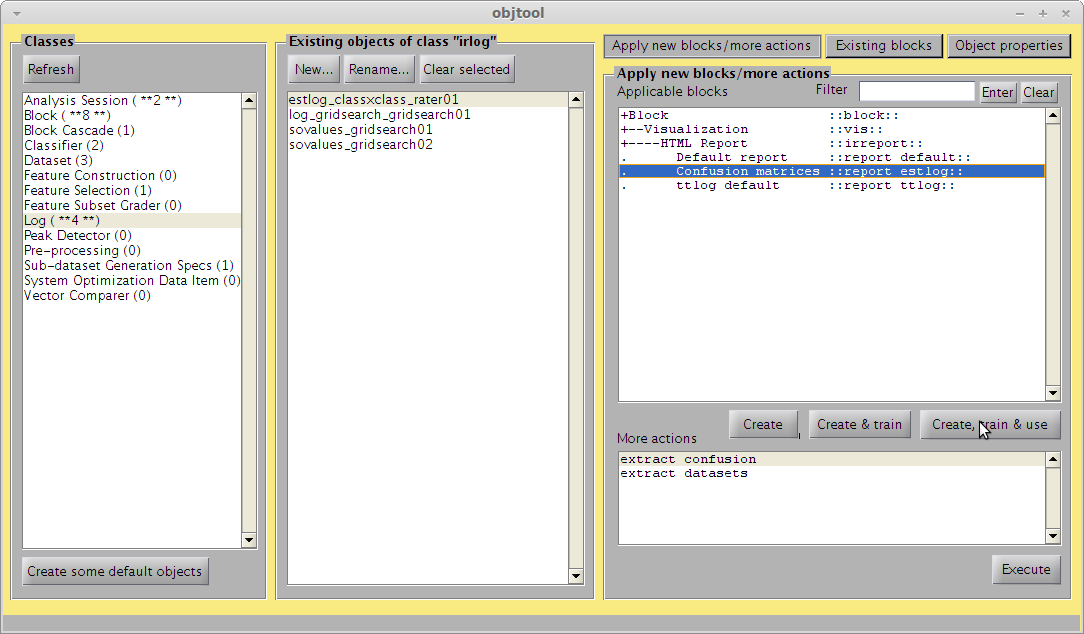 objtool
Classes
Refresh
Analysis Session ( **2 **)
Block ( **8 **)
Block Cascade (1)
Classifier (2)
Dataset (3)
Feature Construction (0)
Feature Selection (1)
Feature Subset Grader (0)
Log ( **4 **)
Peak Detector (0)
Pre-processing (0)
Sub-dataset Generation Specs (1)
System Optimization Data Item (0)
Vector Comparer (0)
Create some default objects
Existing objects of class "irlog"
New... Rename... Clear selected
estlog_classxclass_rater01
log_gridsearch_gridsearch01
sovalues_gridsearch01
sovalues_gridsearch02
Apply new blocks/more actions Existing blocks Object properties
Apply new blocks/more actions
Applicable blocks Filter Enter Clear
+Block ::block::
+--Visualization ::vis::
+----HTML Report ::irreport::
. Default report ::report default::
. Confusion matrices ::report estlog::
. ttlog default ::report ttlog::
Create Create & train Create, train & use
More actions
extract confusion
extract datasets
Execute